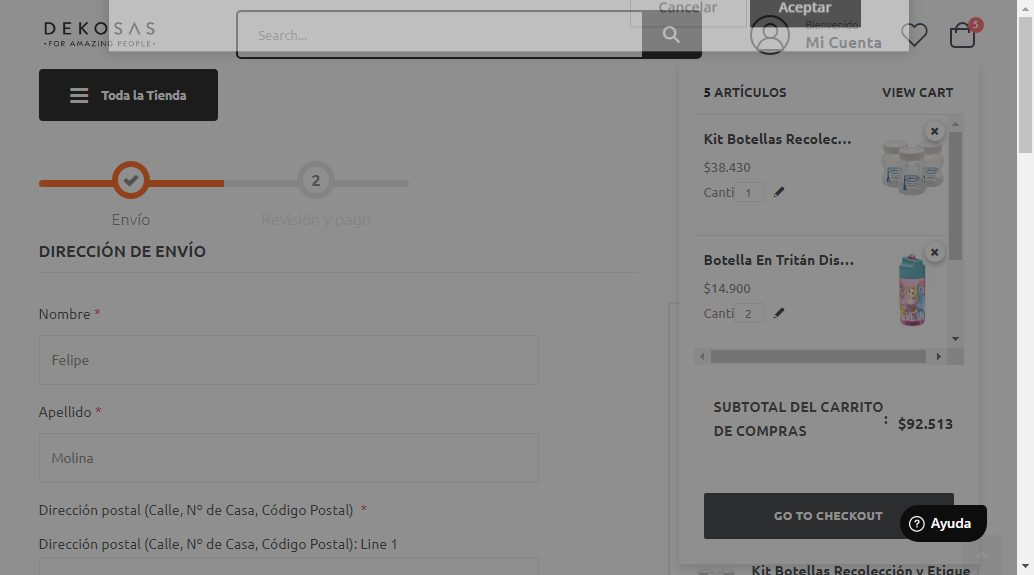 Cancelar
Aceptar
DEKOSAS
•FOR AMAZING PEOPLE•
Search...
Bienvenido
Mi Cuenta
5
Toda la Tienda
5 ARTÍCULOS
VIEW CART
Kit Botellas Recolec...
$38.430
Canti 1
Botella En Tritán Dis...
$14.900
Canti 2
SUBTOTAL DEL CARRITO
DE COMPRAS
: $92.513
GO TO CHECKOUT
2
Envío
Revisión y pago
DIRECCIÓN DE ENVÍO
Nombre *
Felipe
Apellido *
Molina
Dirección postal (Calle, Nº de Casa, Código Postal) *
Dirección postal (Calle, Nº de Casa, Código Postal): Line 1
Ayuda
Kit Botellas Recolección y Etique